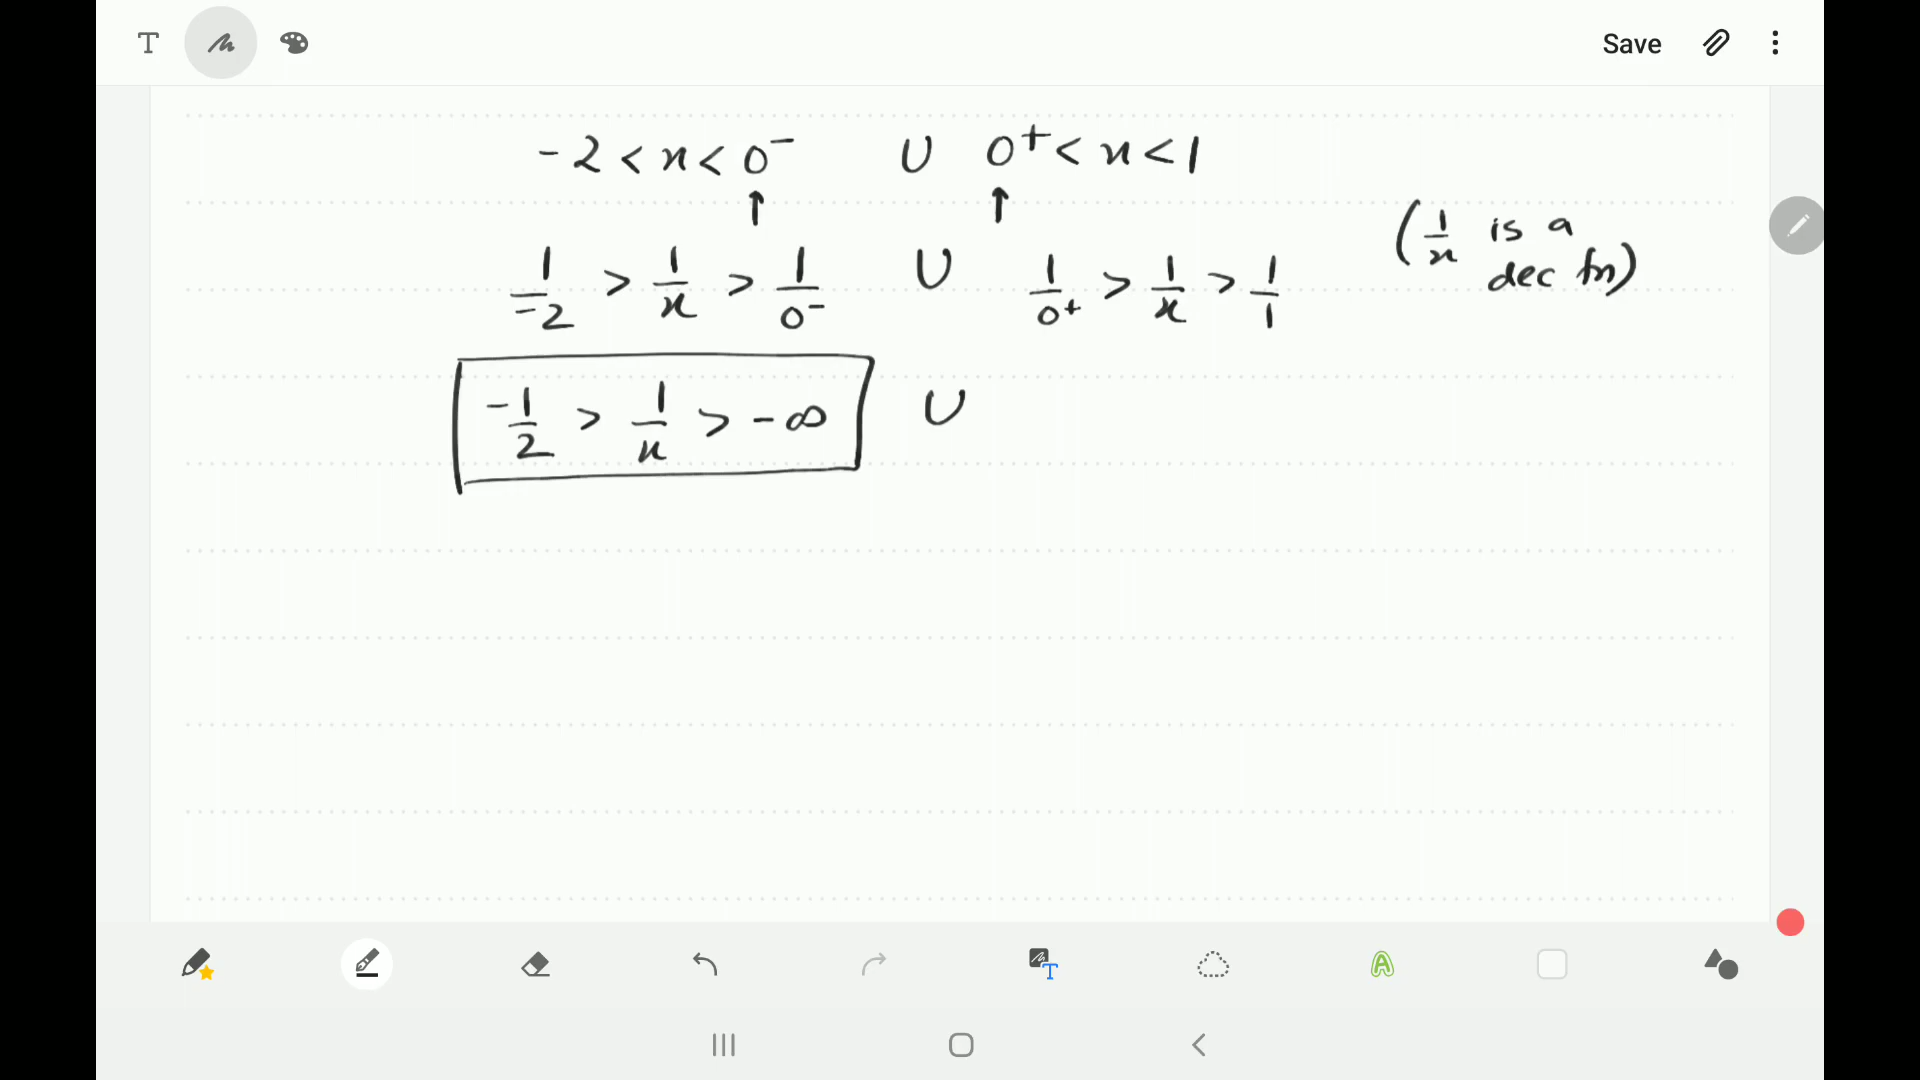 Save
-2 < x < 0⁻ ∪ 0⁺ < x < 1
↑ ↑
1/-2 > 1/x > 1/0⁻ ∪ 1/0⁺ > 1/x > 1/1
(1/x is a
dec fn)
-1/2 > 1/x > -∞ ∪